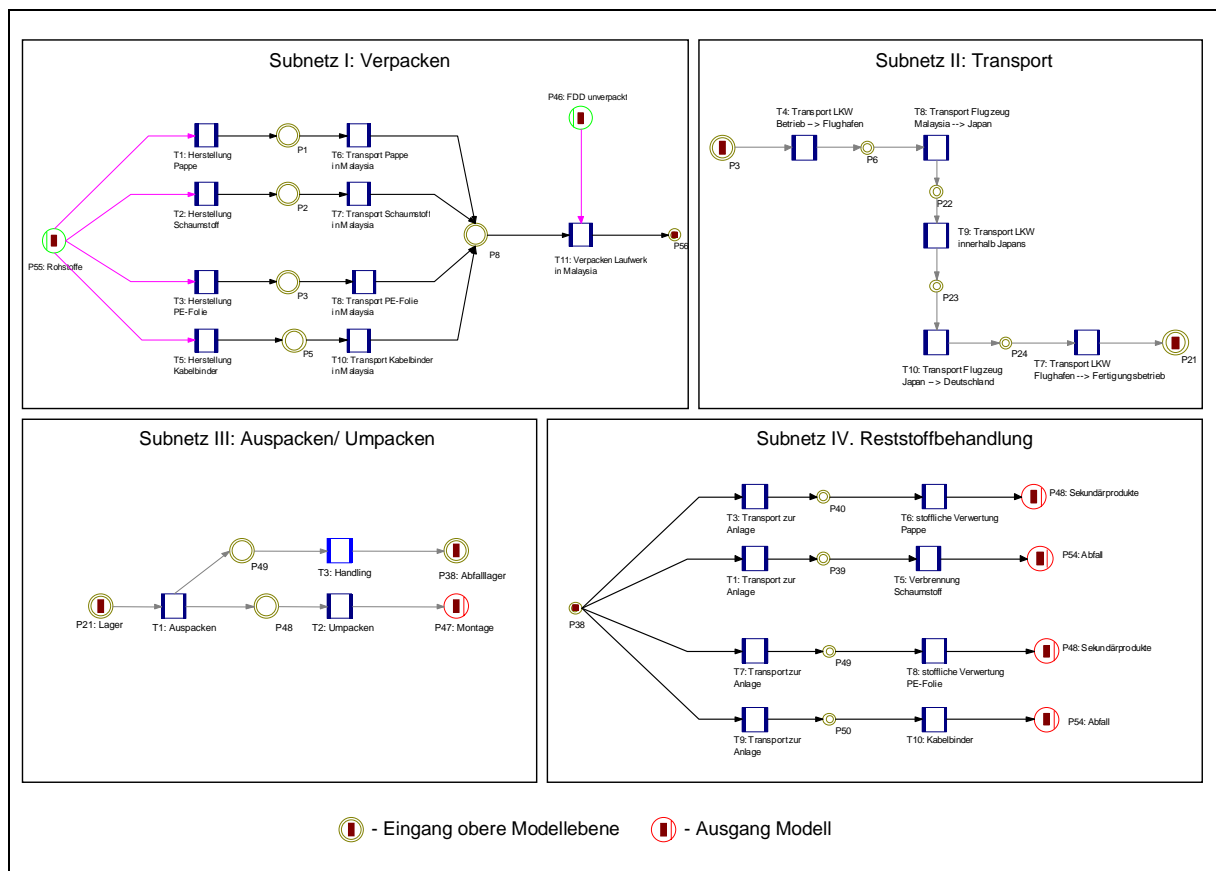 Subnetz I: Verpacken
P46: FDD unverpackt
P1
T1: Herstellung
Pappe
T6: Transport Pappe
in Malaysia
P2
T2: Herstellung
Schaumstoff
T7: Transport Schaumstoff
in Malaysia
P8
P56
T11: Verpacken Laufwerk
in Malaysia
P55: Rohstoffe
P3
T3: Herstellung
PE-Folie
T8: Transport PE-Folie
in Malaysia
P5
T5: Herstellung
Kabelbinder
T10: Transport Kabelbinder
in Malaysia
Subnetz II: Transport
T4: Transport LKW
Betrieb --> Flughafen
T8: Transport Flugzeug
Malaysia --> Japan
P3
P6
P22
T9: Transport LKW
innerhalb Japans
P23
P24
P21
T10: Transport Flugzeug
Japan --> Deutschland
T7: Transport LKW
Flughafen --> Fertigungsbetrieb
Subnetz III: Auspacken/ Umpacken
P49
T3: Handling
P38: Abfalllager
P21: Lager
T1: Auspacken
P48
T2: Umpacken
P47: Montage
Subnetz IV. Reststoffbehandlung
P48: Sekundärprodukte
P40
T3: Transport zur
Anlage
T6: stoffliche Verwertung
Pappe
P54: Abfall
P39
T1: Transport zur
Anlage
T5: Verbrennung
Schaumstoff
P38
P48: Sekundärprodukte
P49
T7: Transport zur
Anlage
T8: stoffliche Verwertung
PE-Folie
P54: Abfall
P50
T9: Transport zur
Anlage
T10: Kabelbinder
- Eingang obere Modellebene
- Ausgang Modell